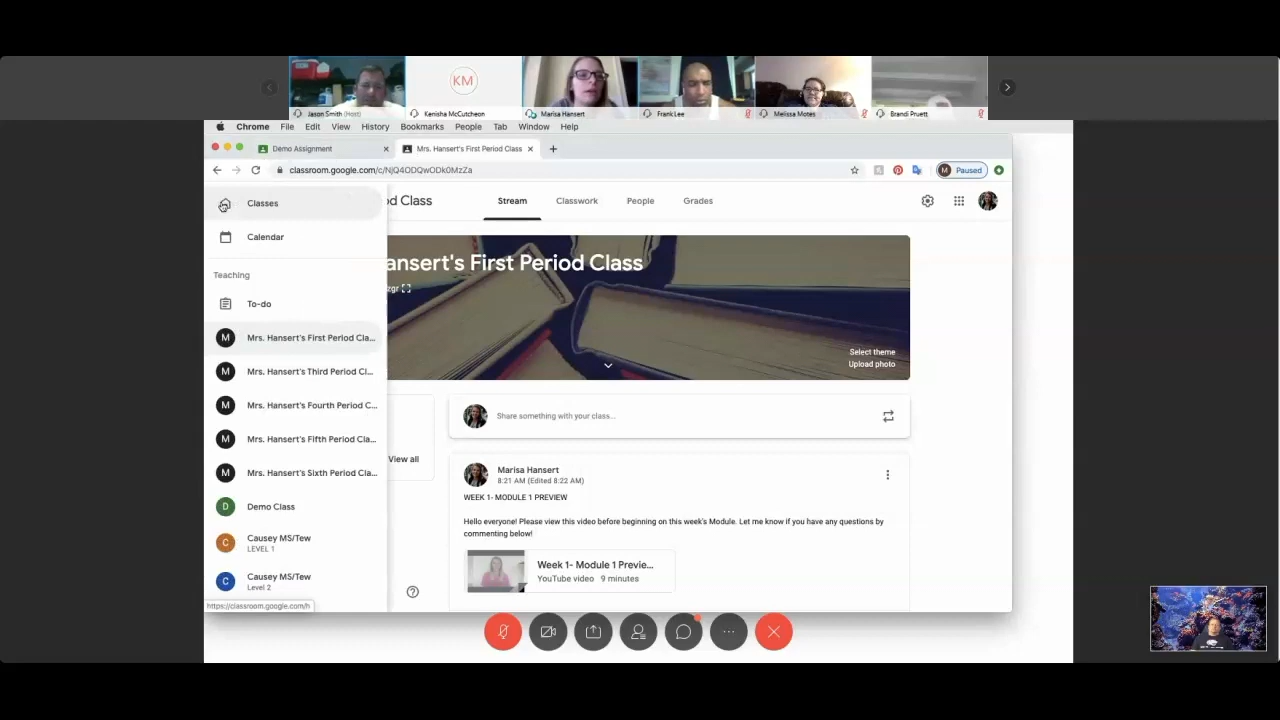 KM
Jason Smith (Host)
Kenisha McCutcheon
Marisa Hansert
Frank Lee
Melissa Motes
Brandi Pruett
Chrome File Edit View History Bookmarks People Tab Window Help
Demo Assignment
Mrs. Hansert's First Period Class
classroom.google.com/c/NjQ4ODQwODk0MzZa
M Paused
Classes
od Class
Stream
Classwork
People
Grades
Calendar
Teaching
To-do
M Mrs. Hansert's First Period Cla...
M Mrs. Hansert's Third Period Cl...
M Mrs. Hansert's Fourth Period C...
M Mrs. Hansert's Fifth Period Cla...
M Mrs. Hansert's Sixth Period Cla...
D Demo Class
C Causey MS/Tew
LEVEL 1
C Causey MS/Tew
Level 2
https://classroom.google.com/h
ansert's First Period Class
zgr
Select theme
Upload photo
View all
Share something with your class...
Marisa Hansert
8:21 AM (Edited 8:22 AM)
WEEK 1- MODULE 1 PREVIEW
Hello everyone! Please view this video before beginning on this week's Module. Let me know if you have any questions by
commenting below!
Week 1- Module 1 Previe...
YouTube video 9 minutes